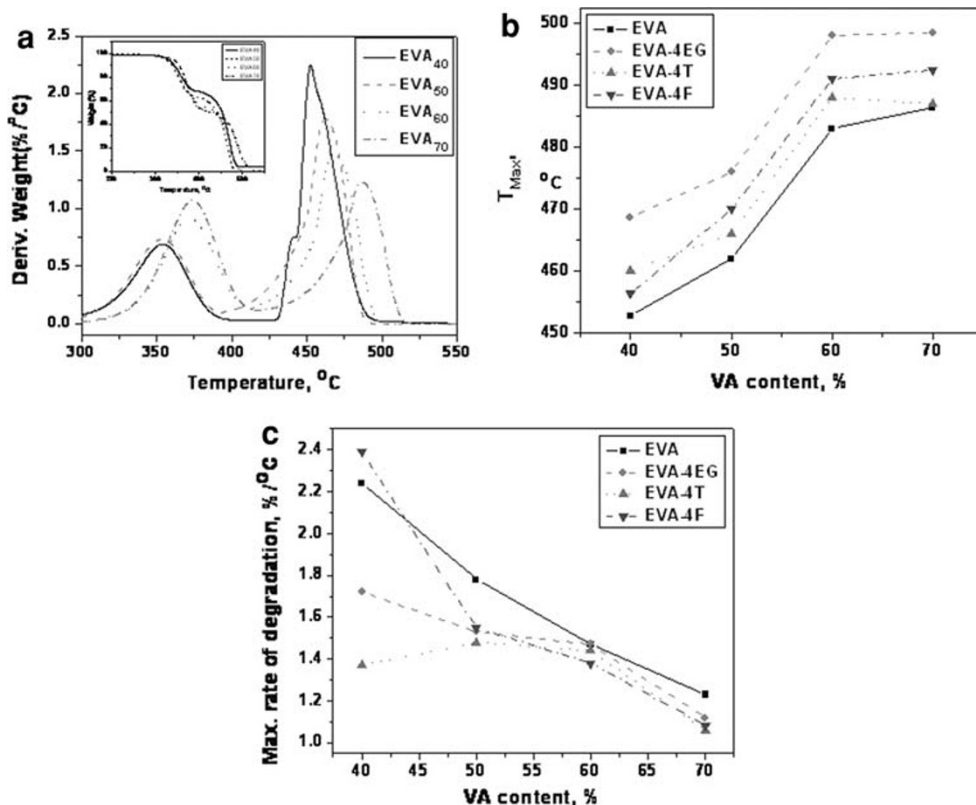 a
Deriv. Weight(%/°C)
2.5
2.0
1.5
1.0
0.5
0.0
300
350
400
450
500
550
Temperature, °C
EVA40
EVA50
EVA60
EVA70
Weight(%)
Temperature, °C
b
TMax,
°C
500
490
480
470
460
450
40
50
60
70
VA content, %
EVA
EVA-4EG
EVA-4T
EVA-4F
c
Max. rate of degradation, %/°C
2.4
2.2
2.0
1.8
1.6
1.4
1.2
1.0
40
45
50
55
60
65
70
VA content, %
EVA
EVA-4EG
EVA-4T
EVA-4F